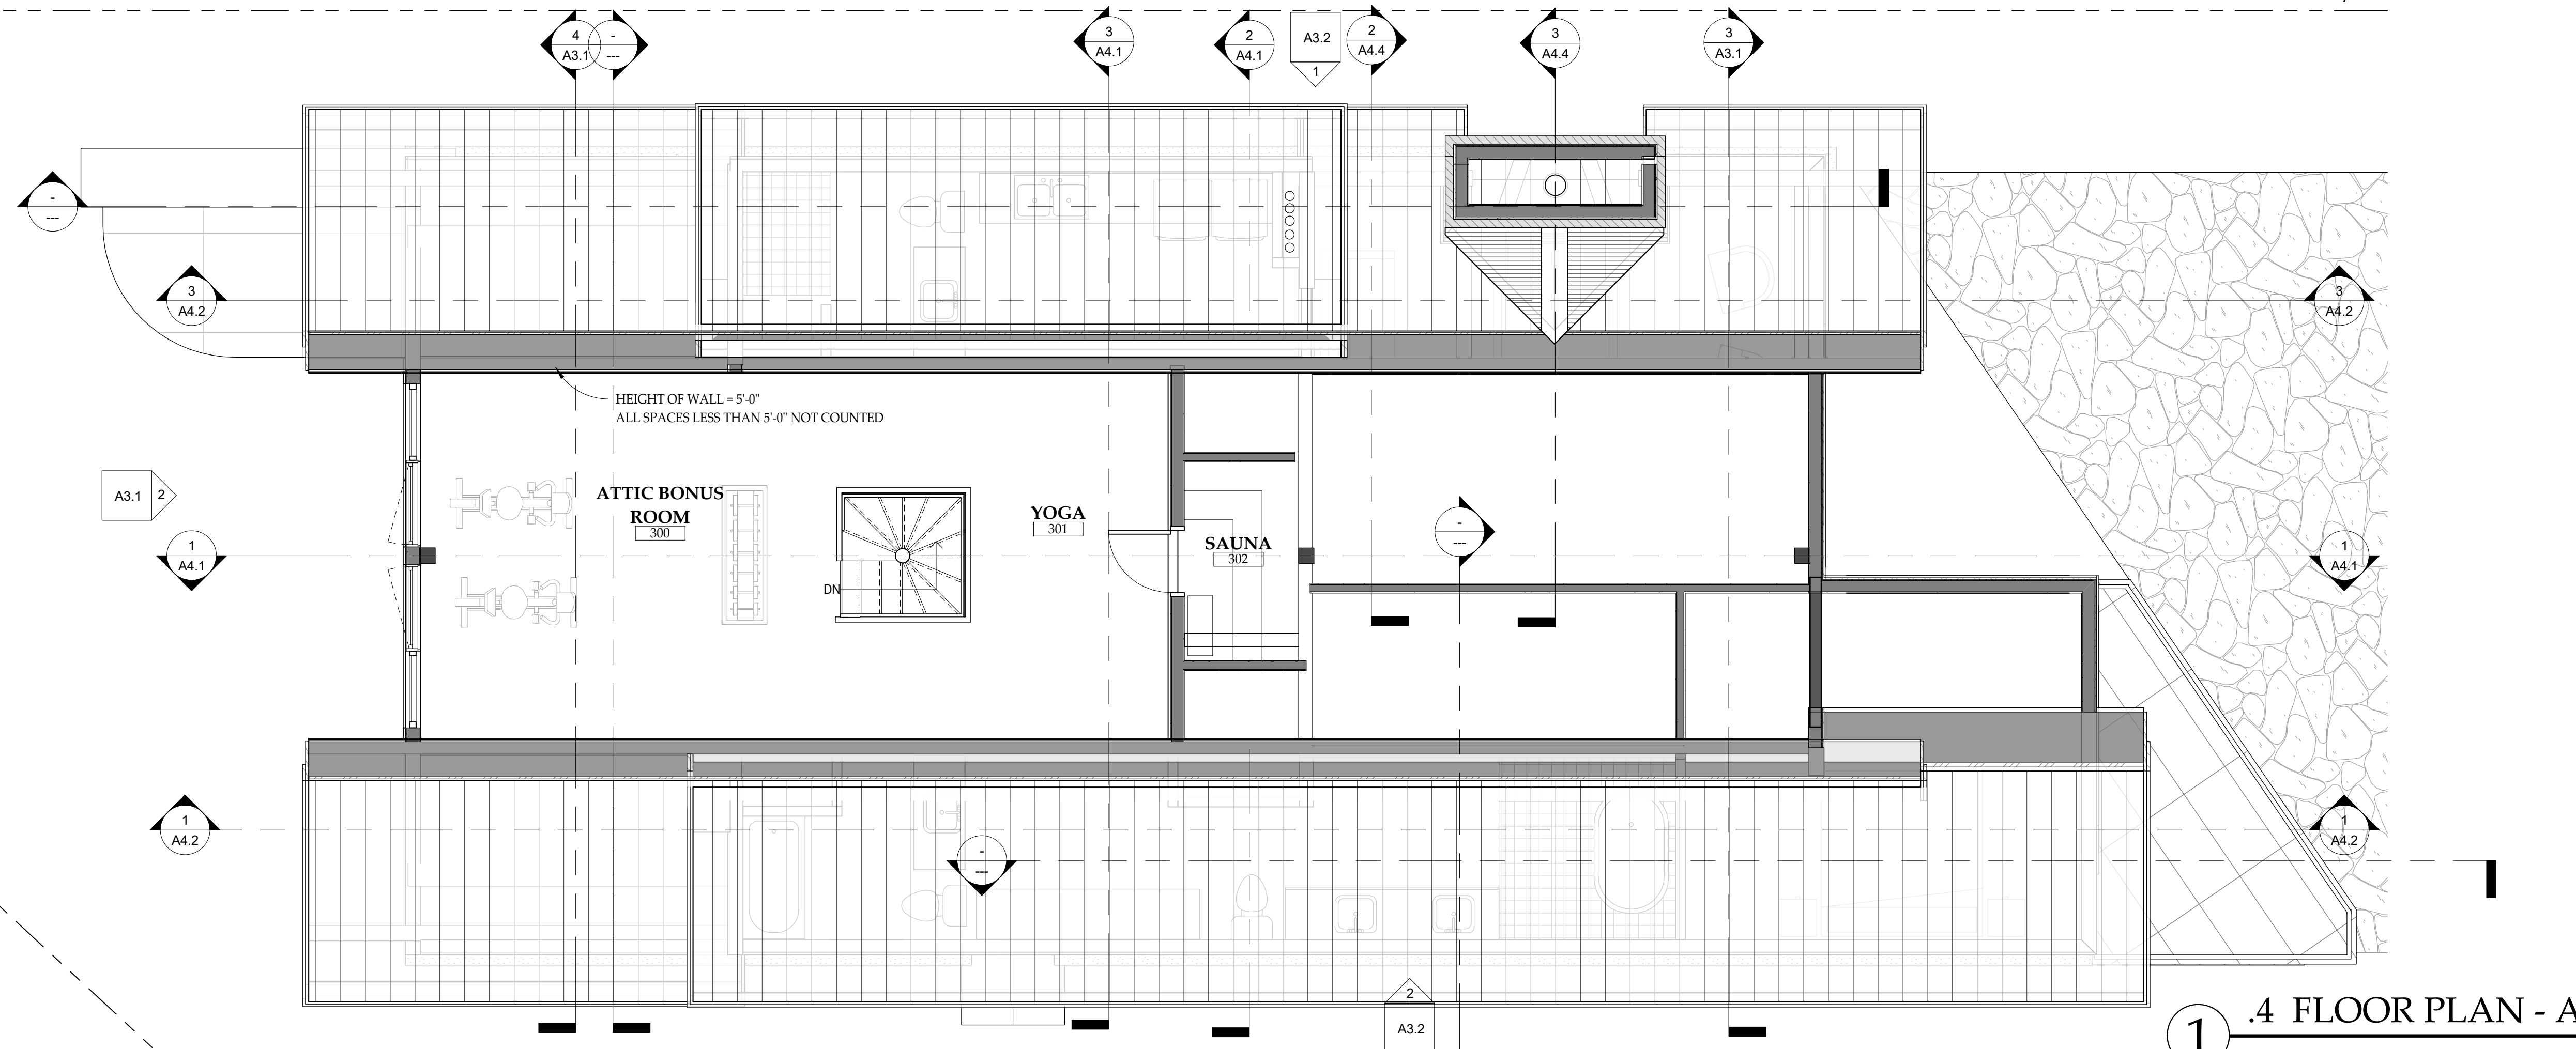 4
A3.1
-
---
3
A4.1
2
A4.1
A3.2
1
2
A4.4
3
A4.4
3
A3.1
-
---
3
A4.2
3
A4.2
HEIGHT OF WALL = 5'-0"
ALL SPACES LESS THAN 5'-0" NOT COUNTED
A3.1
2
ATTIC BONUS
ROOM
300
YOGA
301
SAUNA
302
-
---
1
A4.1
1
A4.1
DN
1
A4.2
1
A4.2
-
---
2
A3.2
1
.4 FLOOR PLAN - A